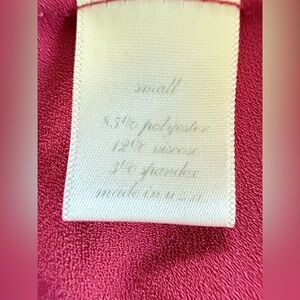 small
85% polyester
12% viscose
3% spandex
made in u.s.a.